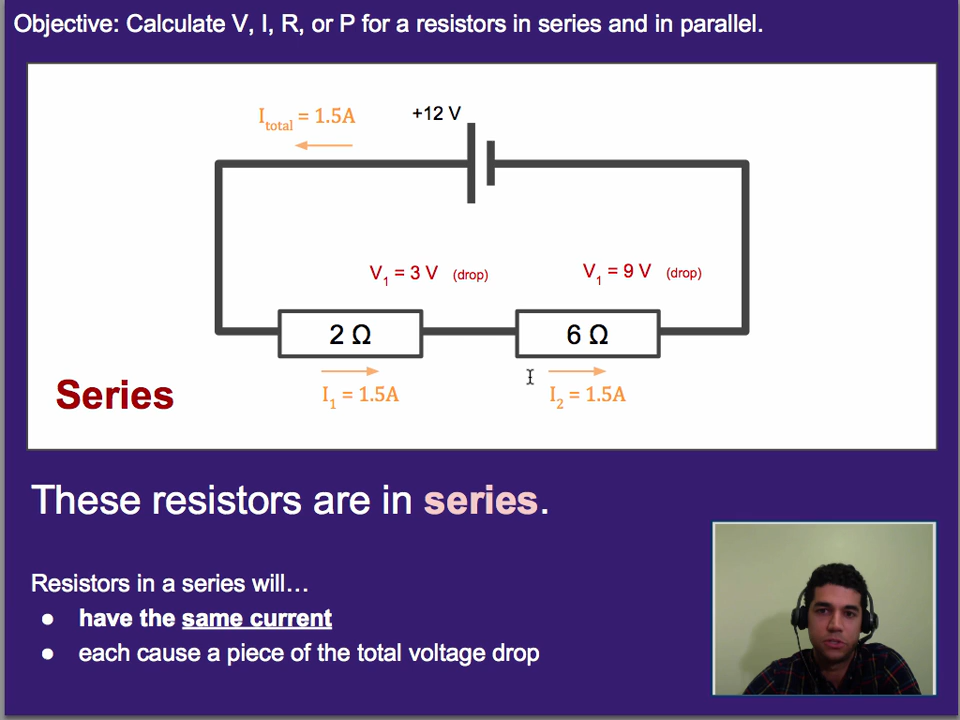 Objective: Calculate V, I, R, or P for a resistors in series and in parallel.
I total = 1.5A
+12 V
V1 = 3 V (drop)
V1 = 9 V (drop)
2 Ω
6 Ω
I1 = 1.5A
I2 = 1.5A
Series
These resistors are in series.
Resistors in a series will…
● have the same current
● each cause a piece of the total voltage drop